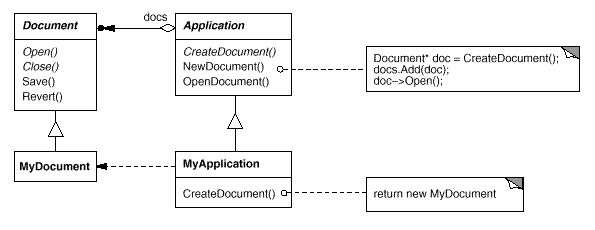 docs
Document
Open()
Close()
Save()
Revert()
Application
CreateDocument()
NewDocument()
OpenDocument()
Document* doc = CreateDocument();
docs.Add(doc);
doc->Open();
MyDocument
MyApplication
CreateDocument()
return new MyDocument